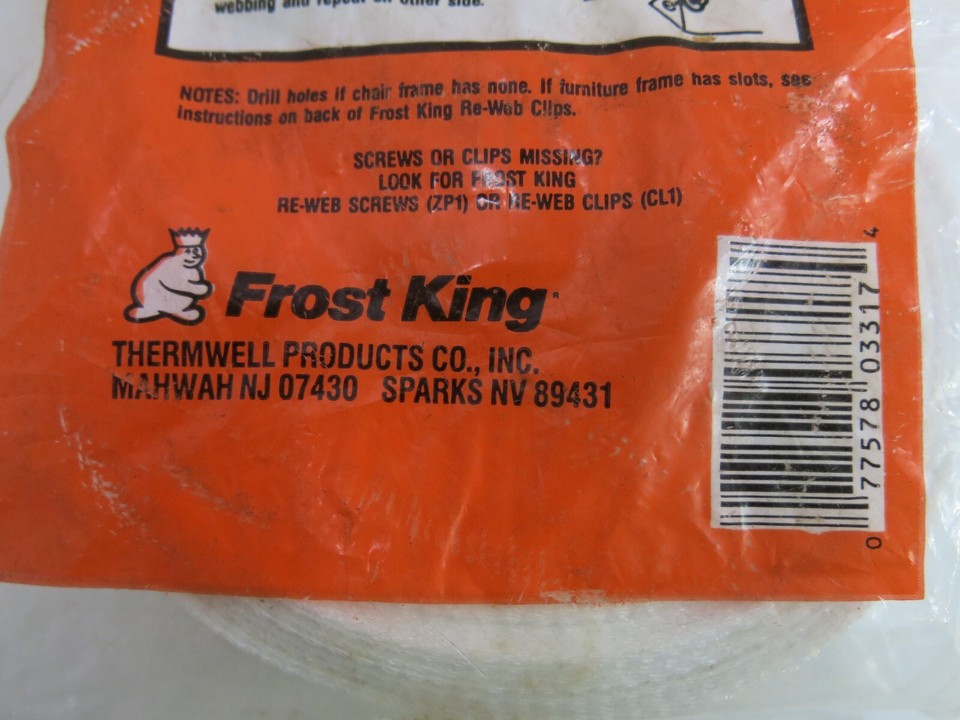 webbing and repeat on other side.
NOTES: Drill holes if chair frame has none. If furniture frame has slots, see
instructions on back of Frost King Re-Web Clips.
SCREWS OR CLIPS MISSING?
LOOK FOR FROST KING
RE-WEB SCREWS (ZP1) OR RE-WEB CLIPS (CL1)
Frost King
THERMWELL PRODUCTS CO., INC.
MAHWAH NJ 07430 SPARKS NV 89431
0 77578 03317 4